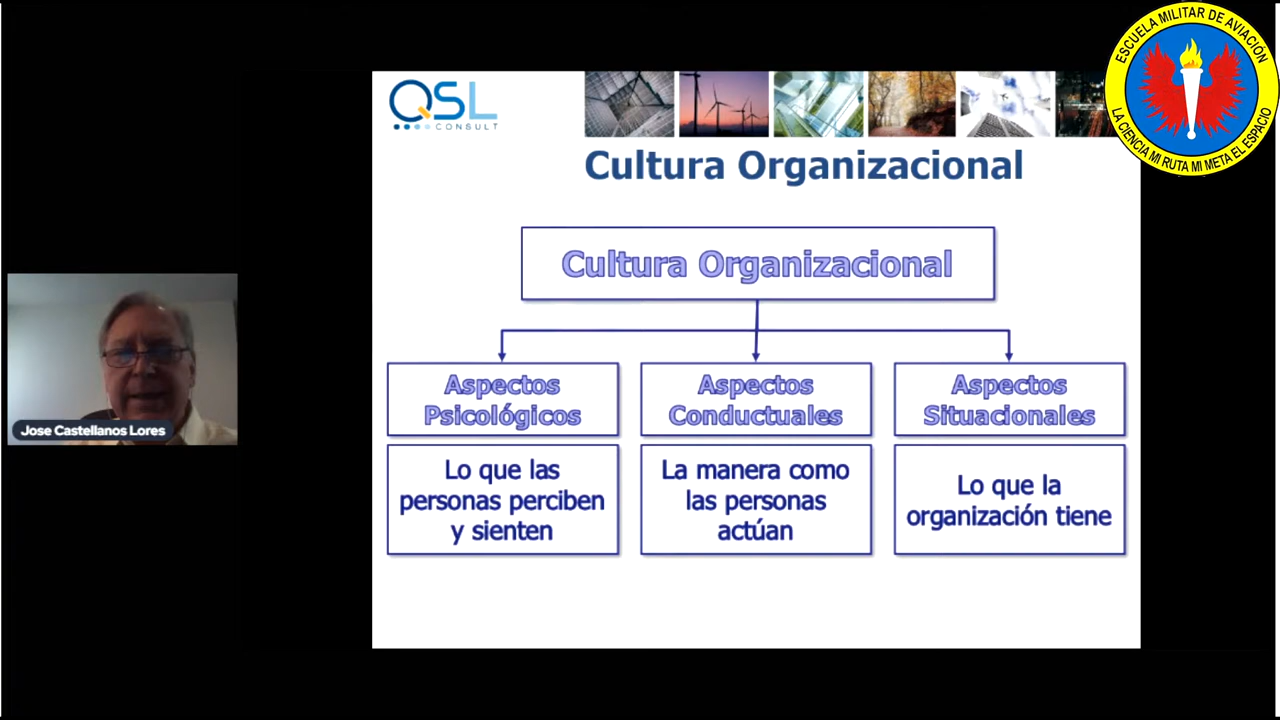 ESCUELA MILITAR DE AVIACIÓN
LA CIENCIA MI RUTA MI META EL ESPACIO
QSL
CONSULT
Cultura Organizacional
Cultura Organizacional
Aspectos
Psicológicos
Aspectos
Conductuales
Aspectos
Situacionales
Lo que las
personas perciben
y sienten
La manera como
las personas
actúan
Lo que la
organización tiene
Jose Castellanos Lores